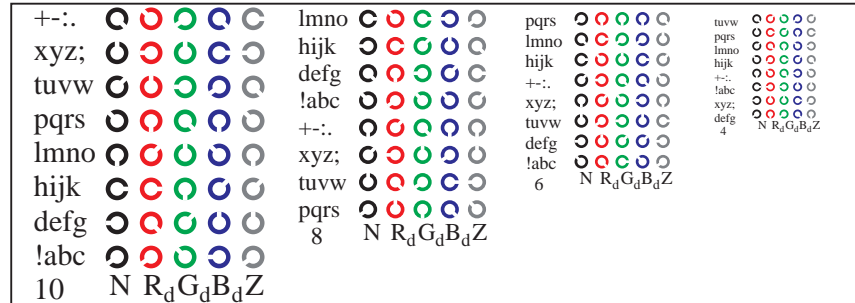 +-:.
xyz;
tuvw
pqrs
lmno
hijk
defg
!abc
N RdGdBdZ
10
lmno
hijk
defg
!abc
+-:.
xyz;
tuvw
pqrs
N RdGdBdZ
8
pqrs
lmno
hijk
+-:.
xyz;
tuvw
defg
!abc
N RdGdBdZ
6
tuvw
pqrs
lmno
hijk
+-:.
!abc
xyz;
defg
N RdGdBdZ
4